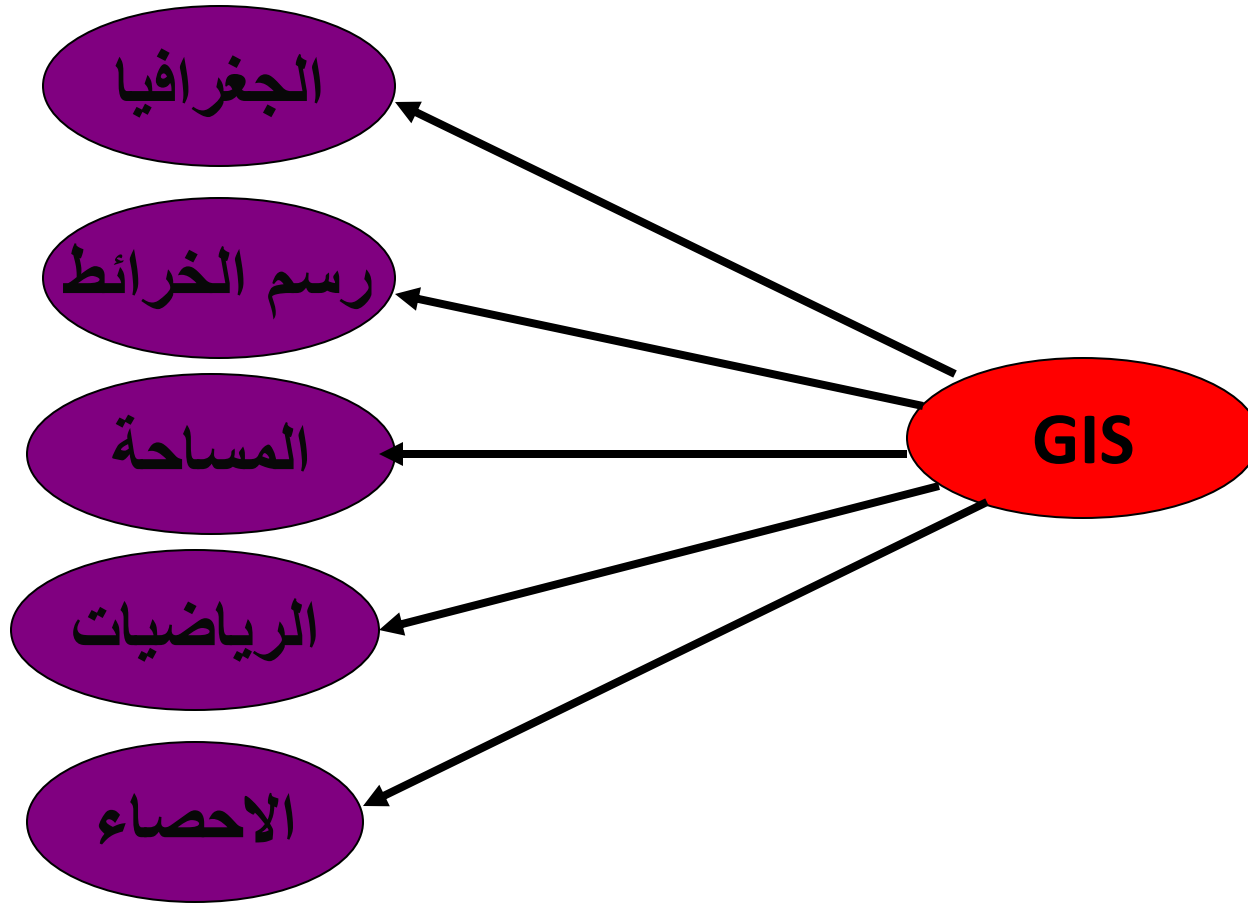 الجغرافيا
رسم الخرائط
المساحة
الرياضيات
الاحصاء
GIS